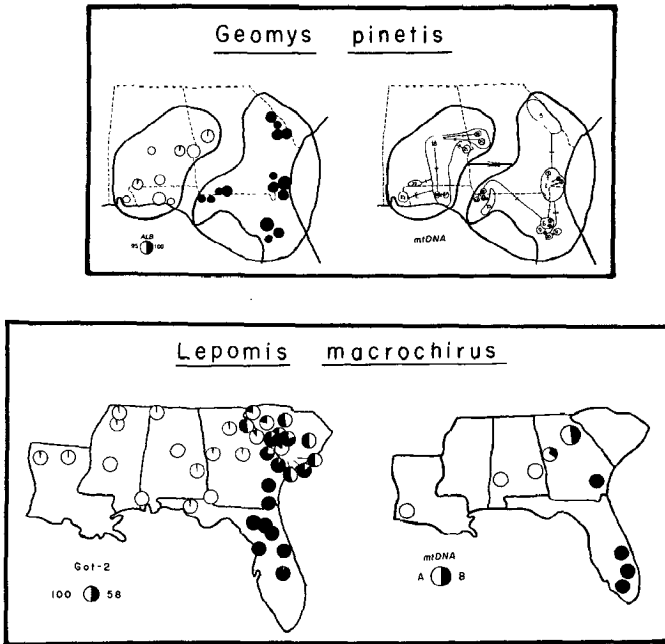 Geomys pinetis
ALB
95 100
mtDNA
Lepomis macrochirus
Got-2
100 58
mtDNA
A B